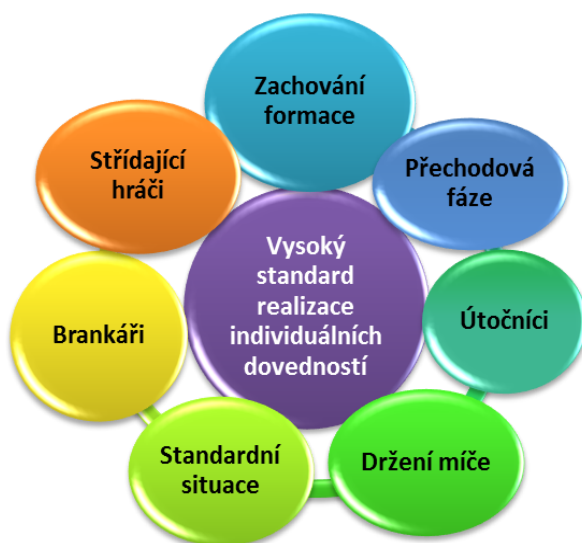 Zachování
formace
Přechodová
fáze
Útočníci
Držení míče
Standardní
situace
Brankáři
Střídající
hráči
Vysoký
standard
realizace
individuálních
dovedností